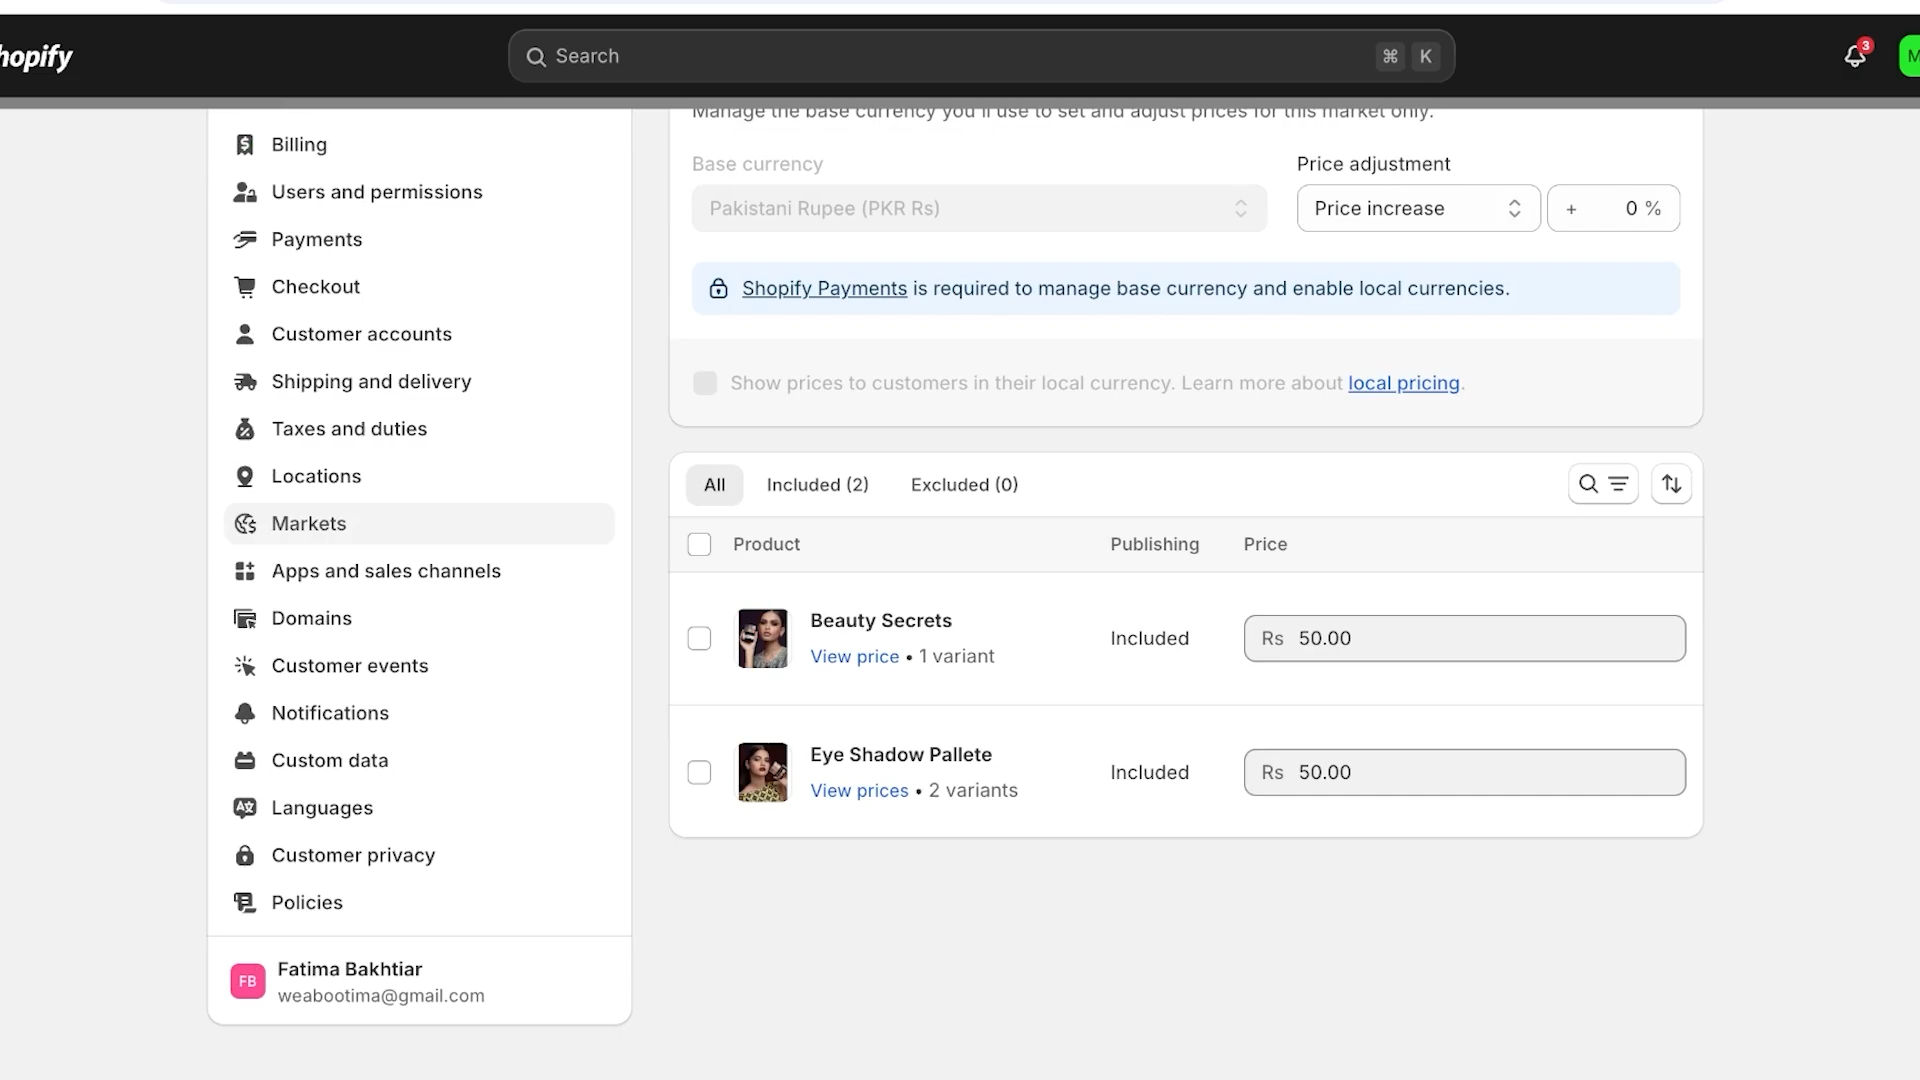 hopify
Search
⌘ K
3
M
Billing
Users and permissions
Payments
Checkout
Customer accounts
Shipping and delivery
Taxes and duties
Locations
Markets
Apps and sales channels
Domains
Customer events
Notifications
Custom data
Languages
Customer privacy
Policies
FB
Fatima Bakhtiar
weabootima@gmail.com
Manage the base currency you'll use to set and adjust prices for this market only.
Base currency
Price adjustment
Pakistani Rupee (PKR Rs)
Price increase
+ 0 %
Shopify Payments is required to manage base currency and enable local currencies.
Show prices to customers in their local currency. Learn more about local pricing.
All Included (2) Excluded (0)
Product Publishing Price
Beauty Secrets
View price • 1 variant
Included
Rs 50.00
Eye Shadow Pallete
View prices • 2 variants
Included
Rs 50.00